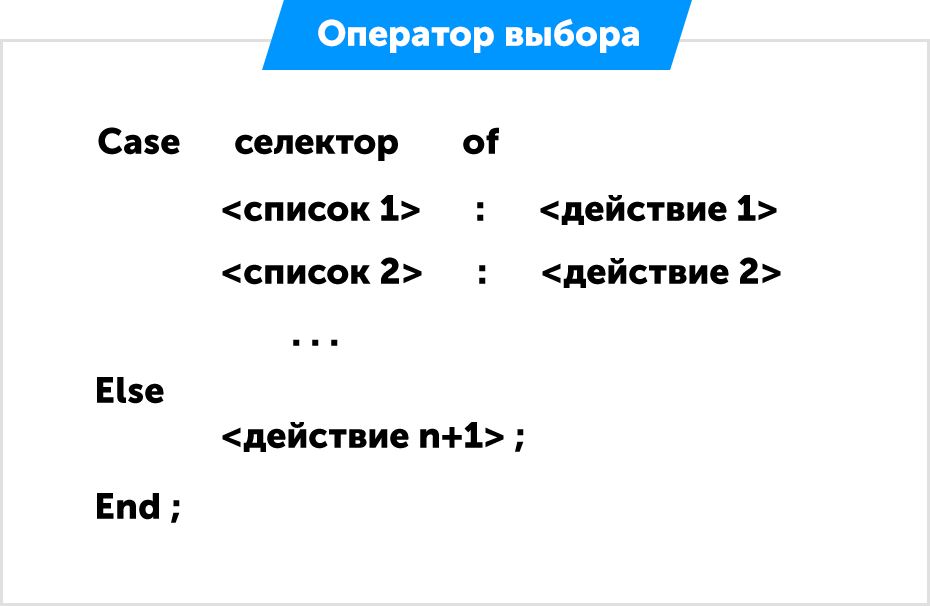 Оператор выбора
Case селектор of
<список 1> : <действие 1>
<список 2> : <действие 2>
. . .
Else
<действие n+1> ;
End ;